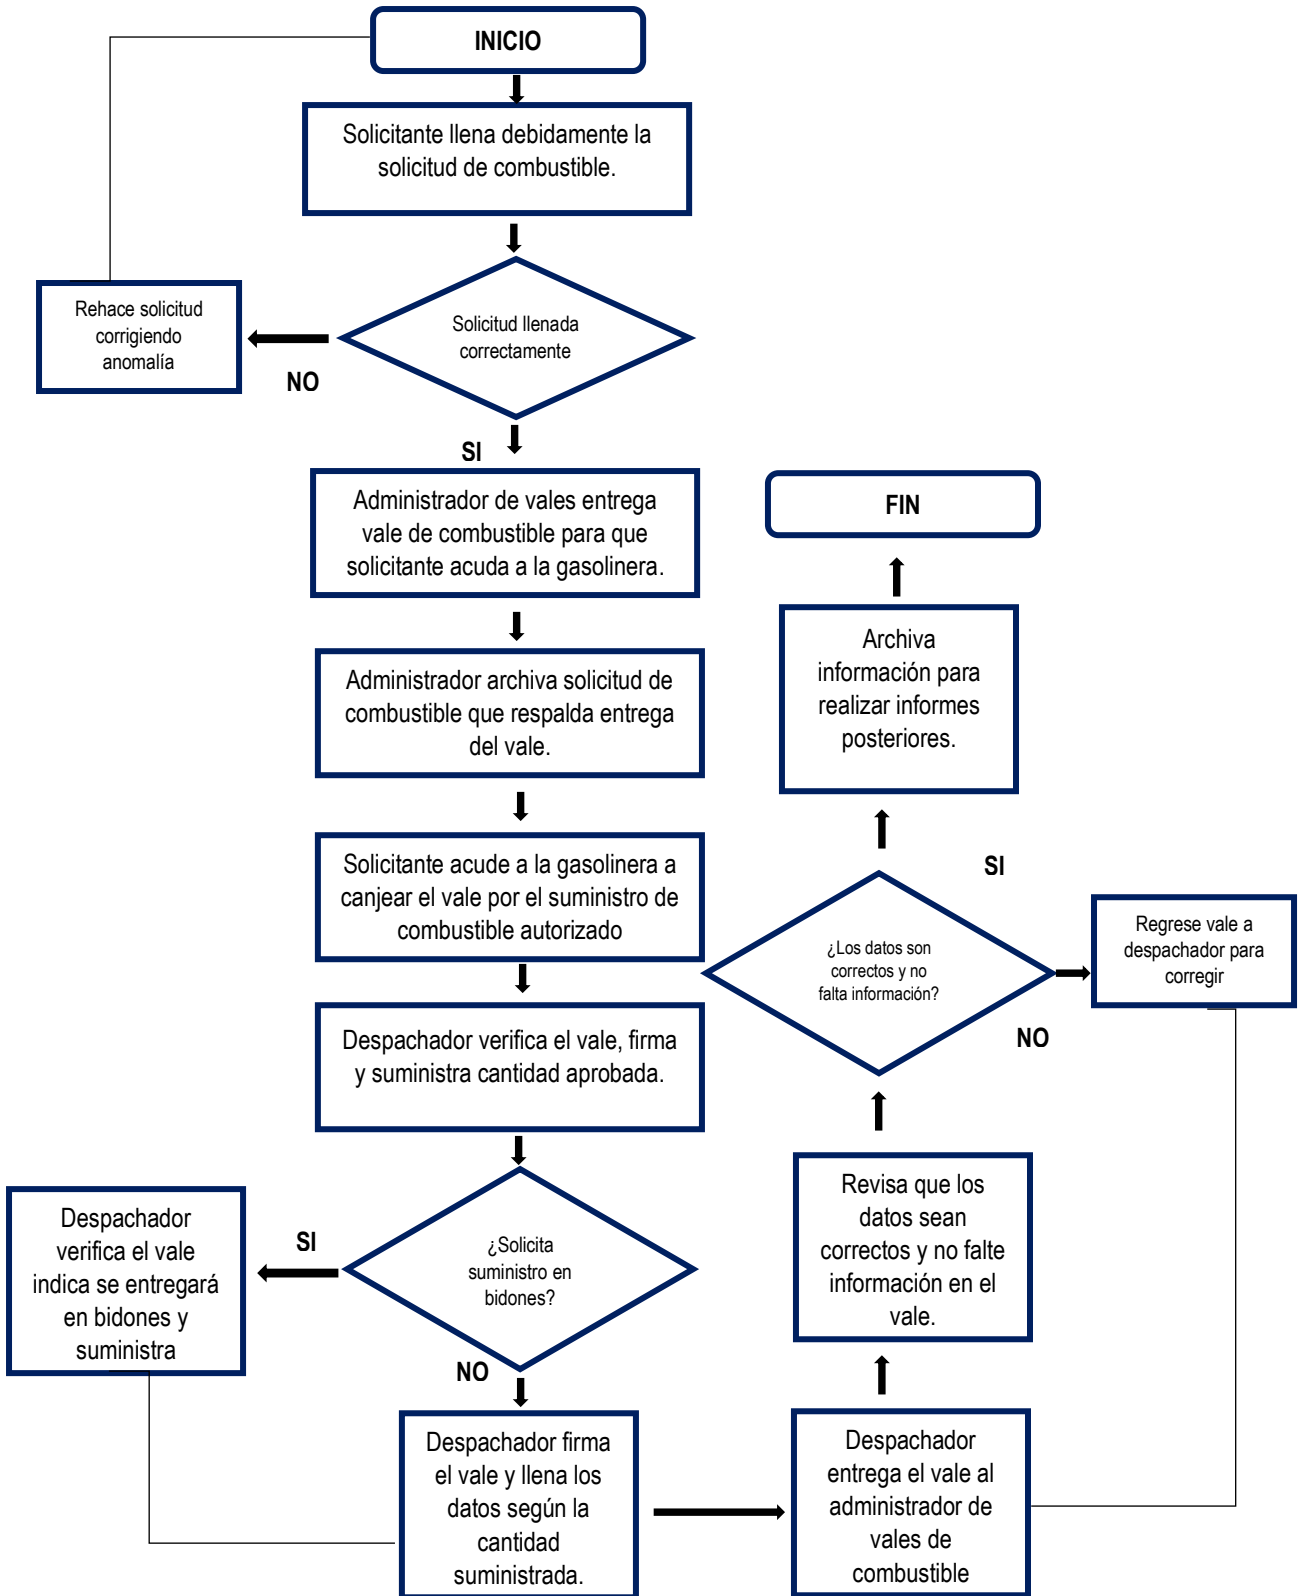 INICIO
Solicitante llena debidamente la
solicitud de combustible.
Rehace solicitud
corrigiendo
anomalía
NO
Solicitud llenada
correctamente
SI
Administrador de vales entrega
vale de combustible para que
solicitante acuda a la gasolinera.
Administrador archiva solicitud de
combustible que respalda entrega
del vale.
Solicitante acude a la gasolinera a
canjear el vale por el suministro de
combustible autorizado
Despachador verifica el vale, firma
y suministra cantidad aprobada.
¿Solicita
suministro en
bidones?
SI
Despachador
verifica el vale
indica se entregará
en bidones y
suministra
NO
Despachador firma
el vale y llena los
datos según la
cantidad
suministrada.
Despachador
entrega el vale al
administrador de
vales de
combustible
Revisa que los
datos sean
correctos y no falte
información en el
vale.
¿Los datos son
correctos y no
falta información?
NO
Regrese vale a
despachador para
corregir
SI
Archiva
información para
realizar informes
posteriores.
FIN